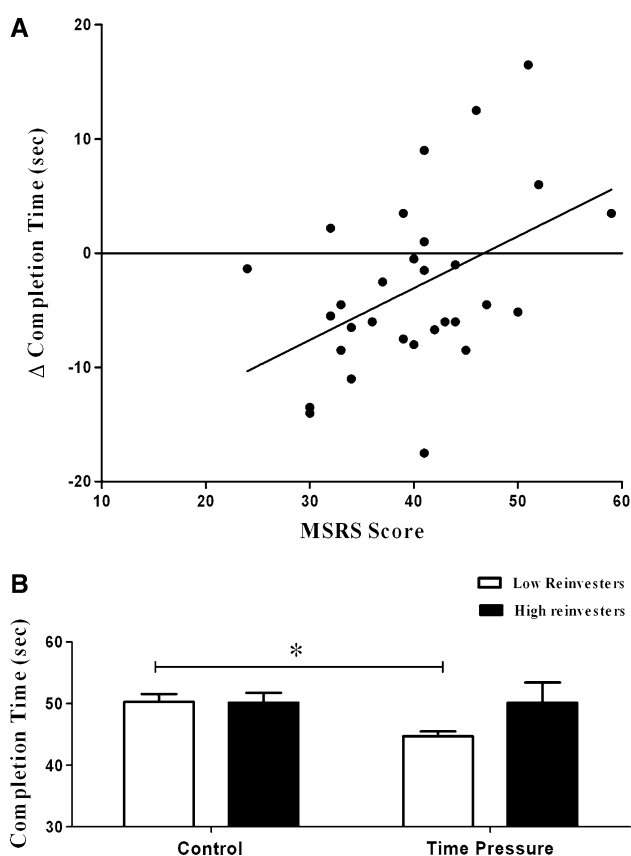 A
20
10
0
-10
-20
Δ Completion Time (sec)
10 20 30 40 50 60
MSRS Score
B
Low Reinvesters
High reinvesters
60
50
40
30
Completion Time (sec)
*
Control Time Pressure